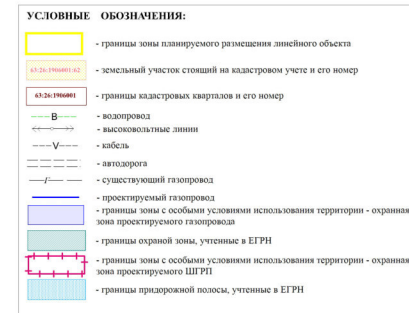 УСЛОВНЫЕ ОБОЗНАЧЕНИЯ:
- границы зоны планируемого размещения линейного объекта
63:26:1906001:62 - земельный участок стоящий на кадастровом учете и его номер
63:26:1906001 - границы кадастровых кварталов и его номер
В - водопровод
- высоковольтные линии
V - кабель
- автодорога
- существующий газопровод
- проектируемый газопровод
- границы зоны с особыми условиями использования территории - охранная
зона проектируемого газопровода
- границы охраной зоны, учтенные в ЕГРН
- границы зоны с особыми условиями использования территории - охранная
зона проектируемого ШГРП
- границы придорожной полосы, учтенные в ЕГРН